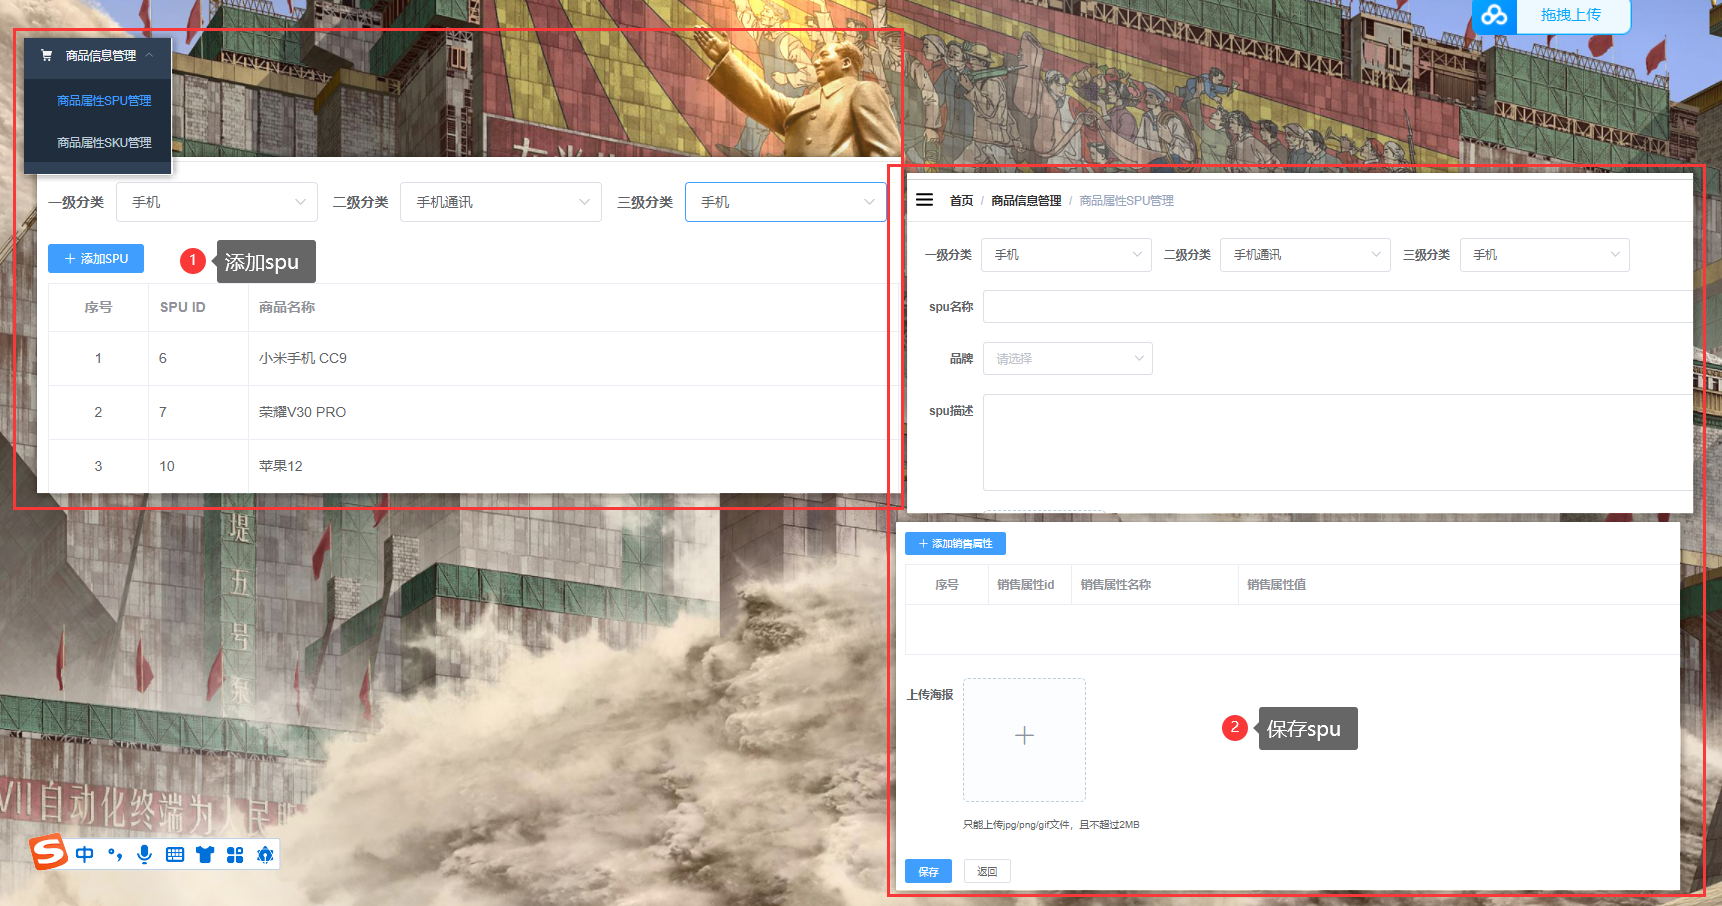 拖拽上传
商品信息管理
商品属性SPU管理
商品属性SKU管理
一级分类 手机 二级分类 手机通讯 三级分类 手机
添加SPU
1 添加spu
序号 SPU ID 商品名称
1 6 小米手机 CC9
2 7 荣耀V30 PRO
3 10 苹果12
首页 / 商品信息管理 / 商品属性SPU管理
一级分类 手机 二级分类 手机通讯 三级分类 手机
spu名称
品牌 请选择
spu描述
添加销售属性
序号 销售属性id 销售属性名称 销售属性值
上传海报
2 保存spu
只能上传jpg/png/gif文件，且不超过2MB
保存 返回
堤五号泵
VII自动化终端为人民
中